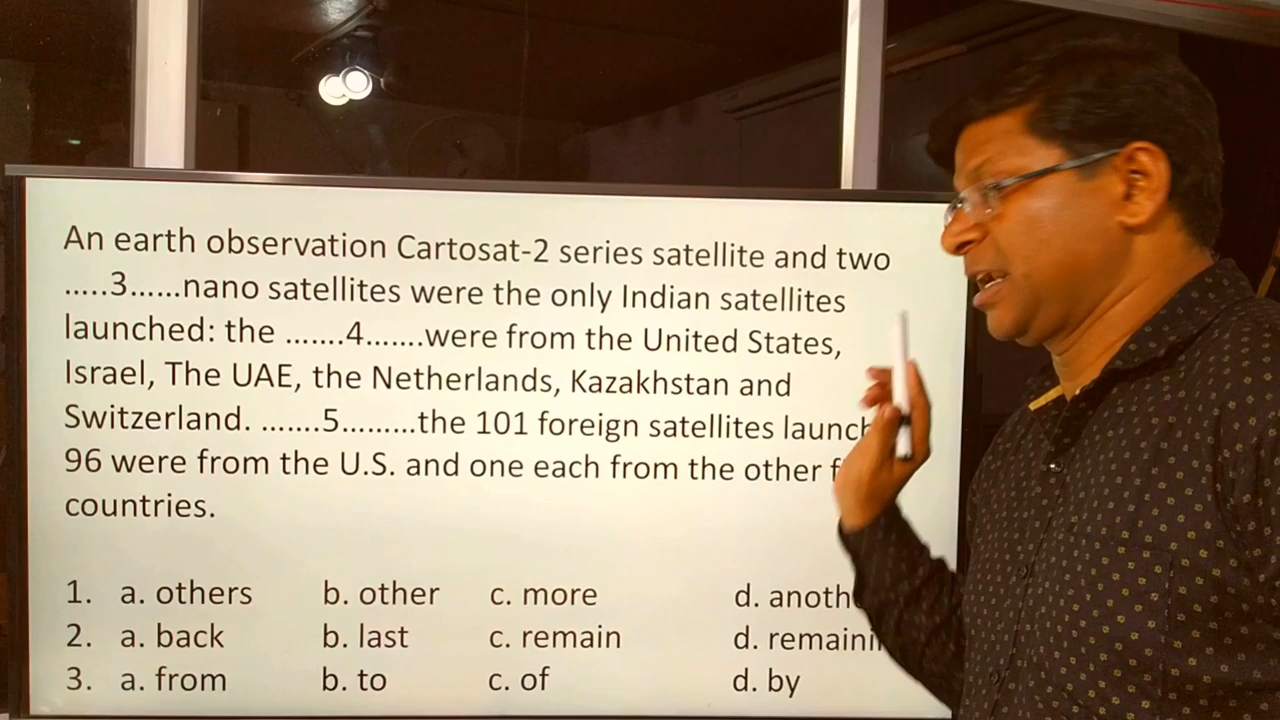 An earth observation Cartosat-2 series satellite and two
.....3......nano satellites were the only Indian satellites
launched: the .......4.......were from the United States,
Israel, The UAE, the Netherlands, Kazakhstan and
Switzerland. .......5.........the 101 foreign satellites
96 were from the U.S. and one each from the other
countries.
1. a. others b. other c. more d.
2. a. back b. last c. remain d.
3. a. from b. to c. of d. by